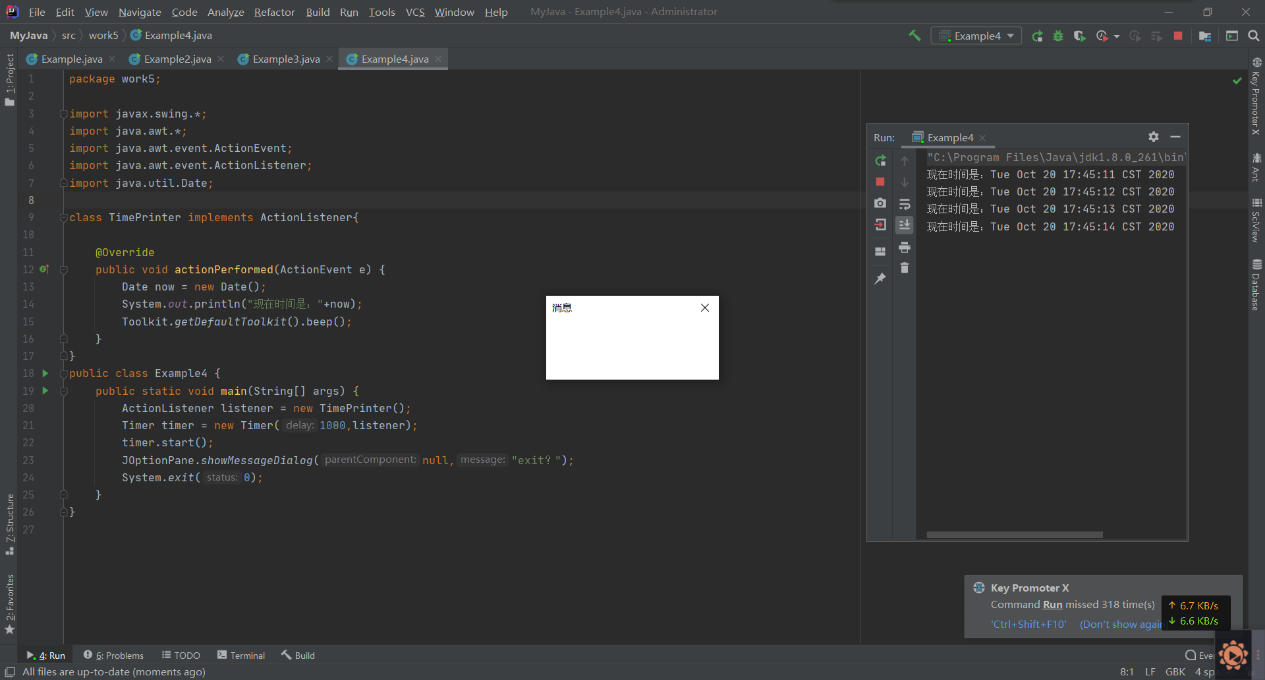 File Edit View Navigate Code Analyze Refactor Build Run Tools VCS Window Help MyJava - Example4.java - Administrator
MyJava src work5 Example4.java
Example4
Example.java Example2.java Example3.java Example4.java
1: Project
1 package work5;
2
3 import javax.swing.*;
4 import java.awt.*;
5 import java.awt.event.ActionEvent;
6 import java.awt.event.ActionListener;
7 import java.util.Date;
8
9 class TimePrinter implements ActionListener{
10
11 @Override
12 public void actionPerformed(ActionEvent e) {
13 Date now = new Date();
14 System.out.println("现在时间是："+now);
15 Toolkit.getDefaultToolkit().beep();
16 }
17 }
18 public class Example4 {
19 public static void main(String[] args) {
20 ActionListener listener = new TimePrinter();
21 Timer timer = new Timer( delay: 1000,listener);
22 timer.start();
23 JOptionPane.showMessageDialog( parentComponent: null, message: "exit？");
24 System.exit( status: 0);
25 }
26 }
27
消息
Run: Example4
"C:\Program Files\Java\jdk1.8.0_261\bin\
现在时间是：Tue Oct 20 17:45:11 CST 2020
现在时间是：Tue Oct 20 17:45:12 CST 2020
现在时间是：Tue Oct 20 17:45:13 CST 2020
现在时间是：Tue Oct 20 17:45:14 CST 2020
Key Promoter X
Ant
SciView
Database
Z: Structure
2: Favorites
Key Promoter X
Command Run missed 318 time(s)
'Ctrl+Shift+F10' (Don't show again
↑ 6.7 KB/s
↓ 6.6 KB/s
4: Run 6: Problems TODO Terminal Build
All files are up-to-date (moments ago)
8:1 LF GBK 4 sp